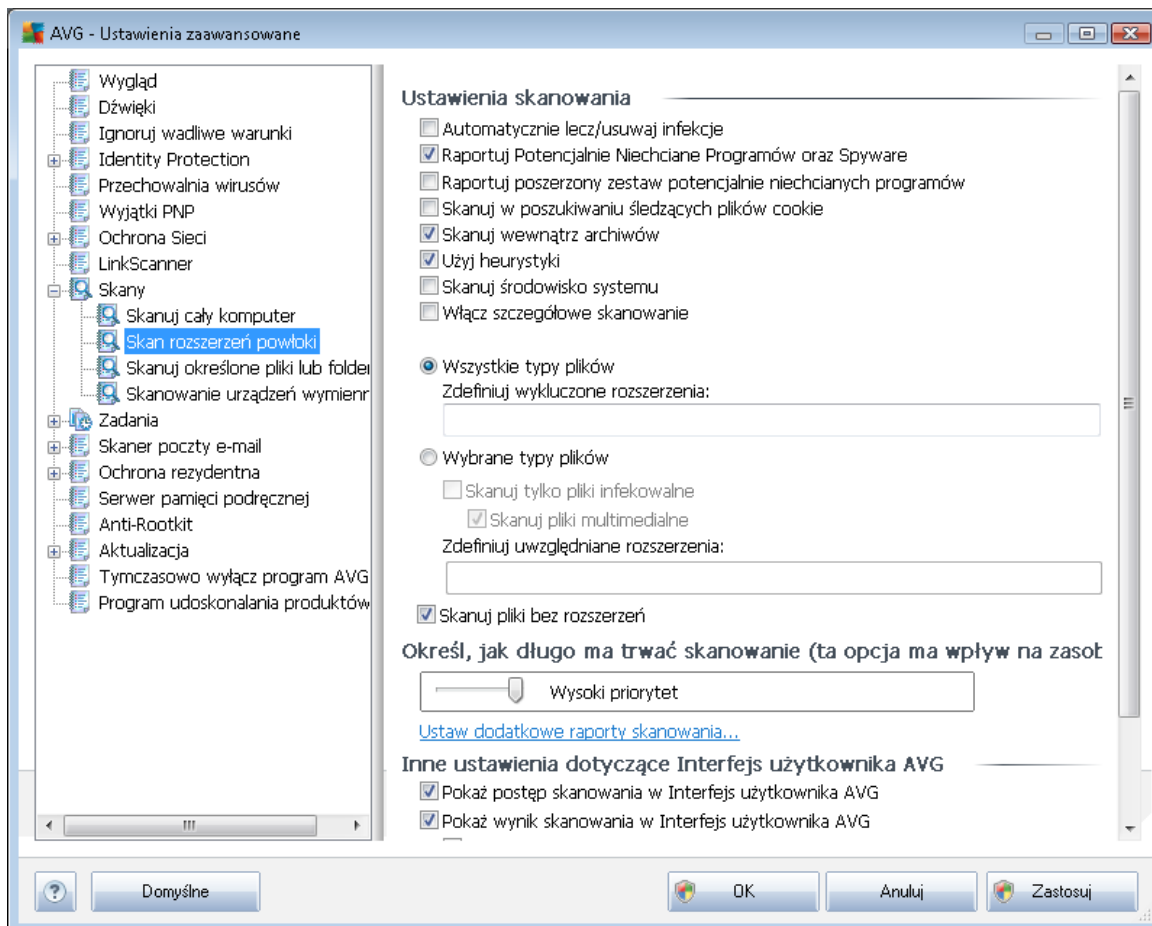 AVG - Ustawienia zaawansowane
Wygląd
Dźwięki
Ignoruj wadliwe warunki
Identity Protection
Przechowalnia wirusów
Wyjątki PNP
Ochrona Sieci
LinkScanner
Skany
Skanuj cały komputer
Skan rozszerzeń powłoki
Skanuj określone pliki lub folder
Skanowanie urządzeń wymienn
Zadania
Skaner poczty e-mail
Ochrona rezydentna
Serwer pamięci podręcznej
Anti-Rootkit
Aktualizacja
Tymczasowo wyłącz program AVG
Program udoskonalania produktów
Ustawienia skanowania
Automatycznie lecz/usuwaj infekcje
Raportuj Potencjalnie Niechciane Programów oraz Spyware
Raportuj poszerzony zestaw potencjalnie niechcianych programów
Skanuj w poszukiwaniu śledzących plików cookie
Skanuj wewnątrz archiwów
Użyj heurystyki
Skanuj środowisko systemu
Włącz szczegółowe skanowanie
Wszystkie typy plików
Zdefiniuj wykluczone rozszerzenia:
Wybrane typy plików
Skanuj tylko pliki infekowalne
Skanuj pliki multimedialne
Zdefiniuj uwzględniane rozszerzenia:
Skanuj pliki bez rozszerzeń
Określ, jak długo ma trwać skanowanie (ta opcja ma wpływ na zasob
Wysoki priorytet
Ustaw dodatkowe raporty skanowania...
Inne ustawienia dotyczące Interfejs użytkownika AVG
Pokaż postęp skanowania w Interfejs użytkownika AVG
Pokaż wynik skanowania w Interfejs użytkownika AVG
? Domyślne OK Anuluj Zastosuj